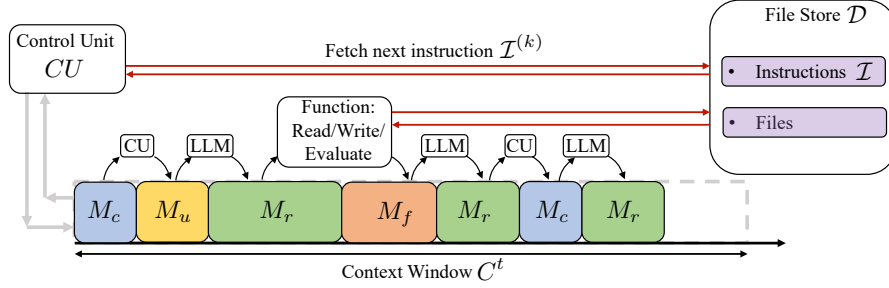 Control Unit
CU
Fetch next instruction I^(k)
File Store D
• Instructions I
• Files
Function:
Read/Write/
Evaluate
CU
LLM
LLM
CU
LLM
M_c
M_u
M_r
M_f
M_r
M_c
M_r
Context Window C^t